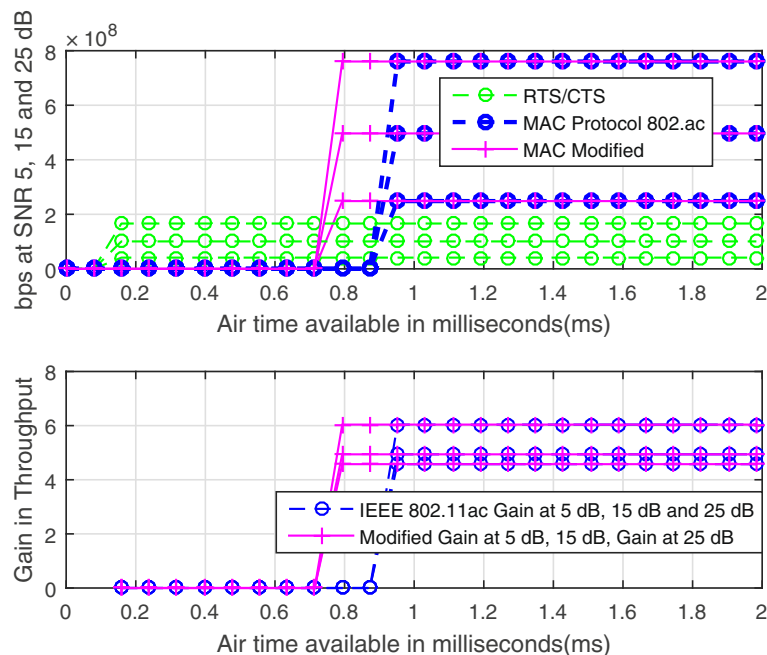 × 10^8
8
6
4
2
0
bps at SNR 5, 15 and 25 dB
RTS/CTS
MAC Protocol 802.ac
MAC Modified
0 0.2 0.4 0.6 0.8 1 1.2 1.4 1.6 1.8 2
Air time available in milliseconds(ms)
8
6
4
2
0
Gain in Throughput
IEEE 802.11ac Gain at 5 dB, 15 dB and 25 dB
Modified Gain at 5 dB, 15 dB, Gain at 25 dB
0 0.2 0.4 0.6 0.8 1 1.2 1.4 1.6 1.8 2
Air time available in milliseconds(ms)